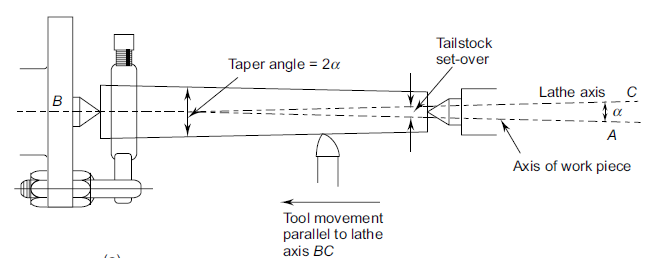 Tailstock
set-over
Taper angle = 2α
Lathe axis C
B
α
A
Axis of work piece
Tool movement
parallel to lathe
axis BC